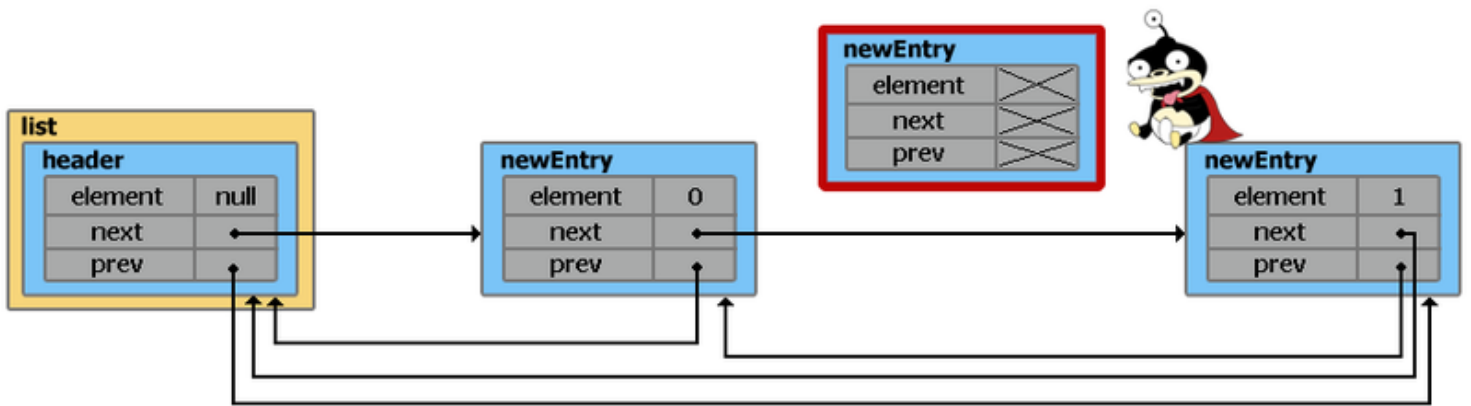 list
header
element null
next
prev
newEntry
element 0
next
prev
newEntry
element
next
prev
newEntry
element 1
next
prev